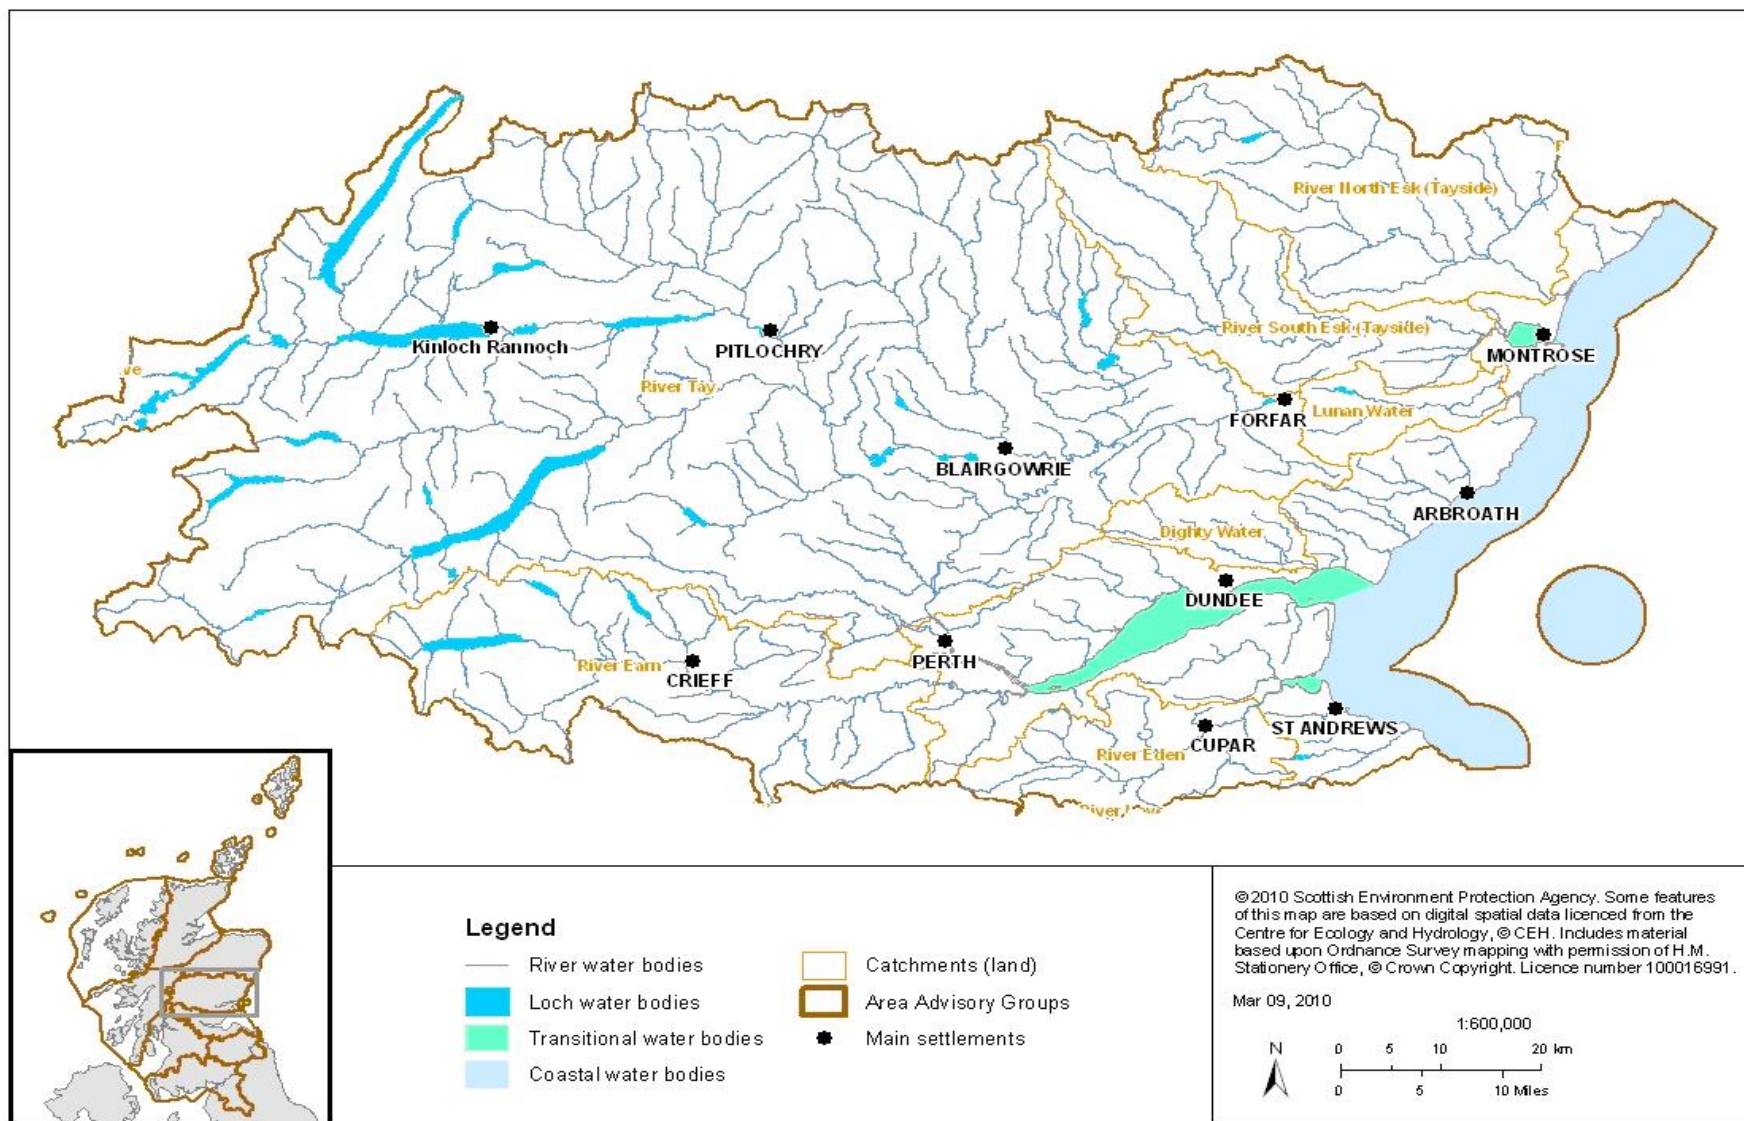 River North Esk (Tayside)
River South Esk (Tayside)
MONTROSE
Kinloch Rannoch
PITLOCHRY
River Tay
FORFAR
Lunan Water
BLAIRGOWRIE
ARBROATH
Dighty Water
DUNDEE
PERTH
River Earn
CRIEFF
ST ANDREWS
CUPAR
River Eden
Legend
River water bodies
Loch water bodies
Transitional water bodies
Coastal water bodies
Catchments (land)
Area Advisory Groups
Main settlements
©2010 Scottish Environment Protection Agency. Some features
of this map are based on digital spatial data licenced from the
Centre for Ecology and Hydrology, © CEH. Includes material
based upon Ordnance Survey mapping with permission of H.M.
Stationery Office, © Crown Copyright. Licence number 100016991.
Mar 09, 2010
1:600,000
N
0 5 10 20 km
0 5 10 Miles